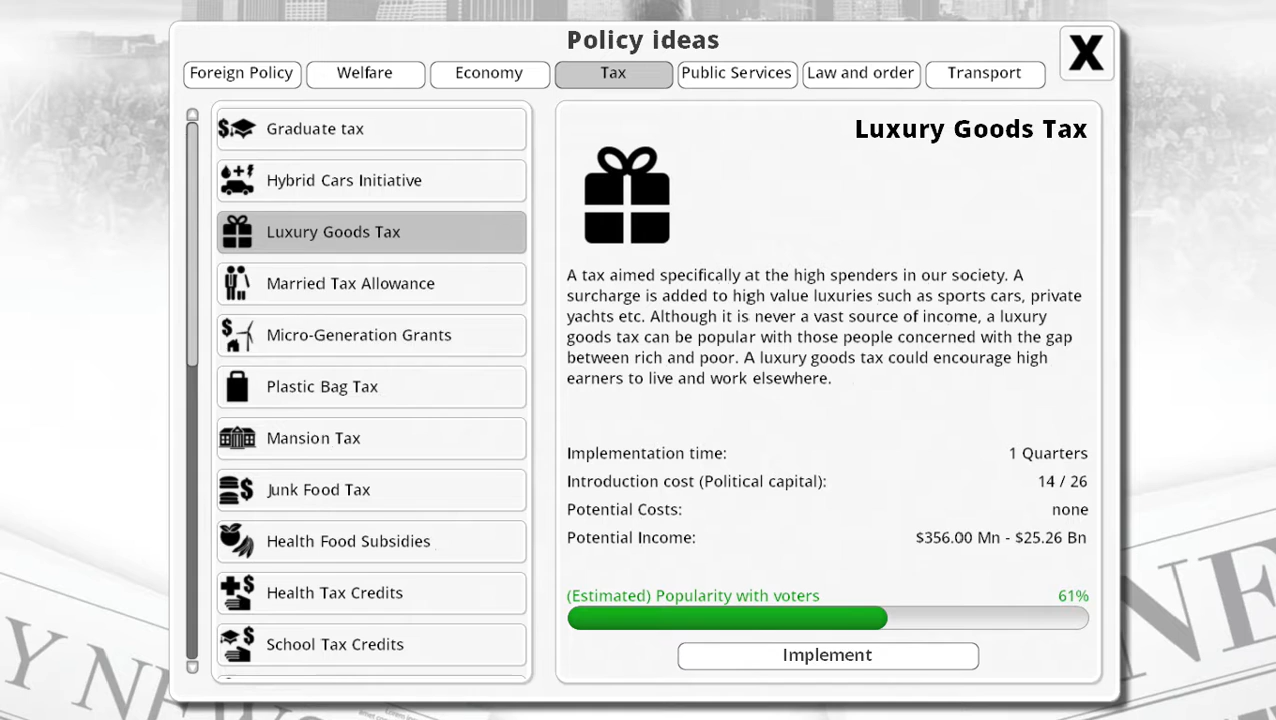 Policy ideas
X
Foreign Policy
Welfare
Economy
Tax
Public Services
Law and order
Transport
Graduate tax
Hybrid Cars Initiative
Luxury Goods Tax
Married Tax Allowance
Micro-Generation Grants
Plastic Bag Tax
Mansion Tax
Junk Food Tax
Health Food Subsidies
Health Tax Credits
School Tax Credits
Luxury Goods Tax
A tax aimed specifically at the high spenders in our society. A
surcharge is added to high value luxuries such as sports cars, private
yachts etc. Although it is never a vast source of income, a luxury
goods tax can be popular with those people concerned with the gap
between rich and poor. A luxury goods tax could encourage high
earners to live and work elsewhere.
Implementation time: 1 Quarters
Introduction cost (Political capital): 14 / 26
Potential Costs: none
Potential Income: $356.00 Mn - $25.26 Bn
(Estimated) Popularity with voters 61%
Implement